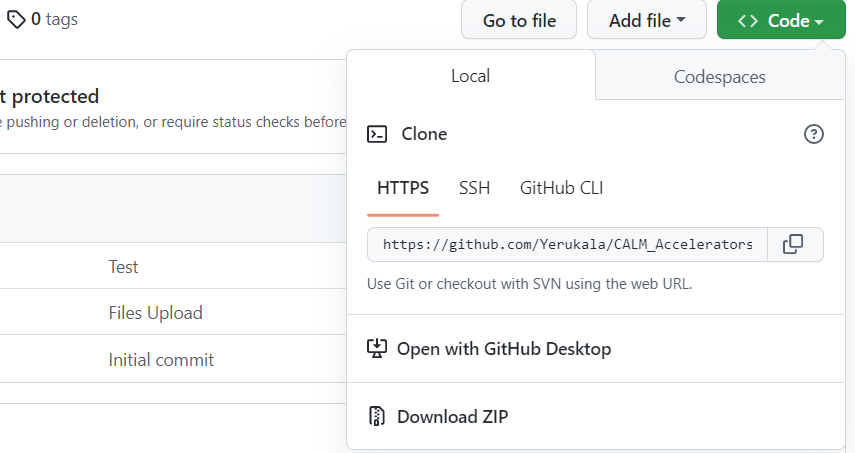 0 tags
Go to file
Add file
Code
Local
Codespaces
t protected
e pushing or deletion, or require status checks before
Clone
HTTPS
SSH
GitHub CLI
https://github.com/Yerukala/CALM_Accelerators
Use Git or checkout with SVN using the web URL.
Test
Files Upload
Initial commit
Open with GitHub Desktop
Download ZIP